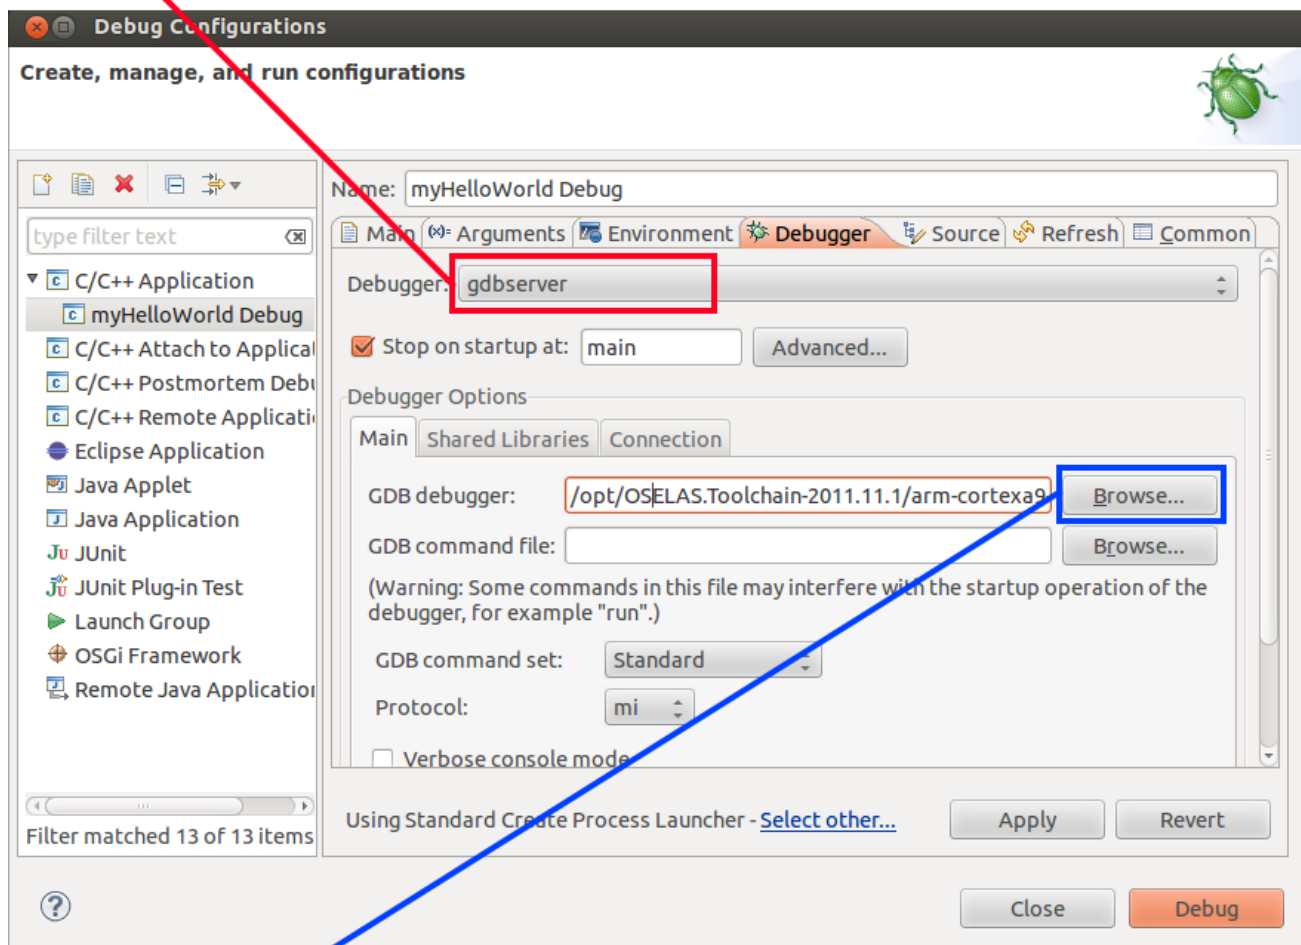 Debug Configurations
Create, manage, and run configurations
Name: myHelloWorld Debug
type filter text
Main (x)= Arguments Environment Debugger Source Refresh Common
C/C++ Application
myHelloWorld Debug
C/C++ Attach to Applicat
C/C++ Postmortem Debu
C/C++ Remote Applicati
Eclipse Application
Java Applet
Java Application
Ju JUnit
JUnit Plug-in Test
Launch Group
OSGi Framework
Remote Java Application
Filter matched 13 of 13 items
Debugger: gdbserver
Stop on startup at: main Advanced...
Debugger Options
Main Shared Libraries Connection
GDB debugger: /opt/OSELAS.Toolchain-2011.11.1/arm-cortexa9- Browse...
GDB command file: Browse...
(Warning: Some commands in this file may interfere with the startup operation of the
debugger, for example "run".)
GDB command set: Standard
Protocol: mi
Verbose console mode
Using Standard Create Process Launcher - Select other... Apply Revert
Close Debug